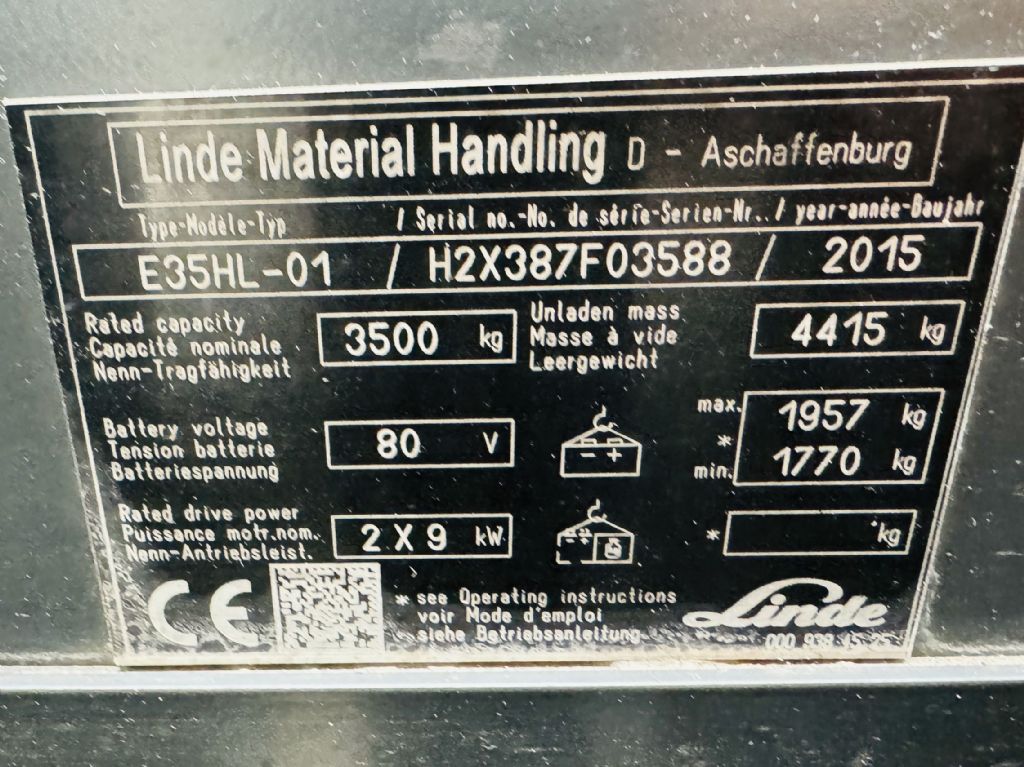 Linde Material Handling D - Aschaffenburg
Type-Modèle-Typ / Serial no.-No. de série-Serien-Nr. / year-année-Baujahr
E35HL-01 / H2X387F03588 / 2015
Rated capacity
Capacité nominale
Nenn-Tragfähigkeit
3500 kg
Unladen mass
Masse à vide
Leergewicht
4415 kg
Battery voltage
Tension batterie
Batteriespannung
80 V
- +
max. 1957 kg
*
min. 1770 kg
Rated drive power
Puissance motr.nom.
Nenn-Antriebsleist.
2 X 9 kW
* kg
CE
* see Operating instructions
voir Mode d'emploi
siehe Betriebsanleitung
Linde